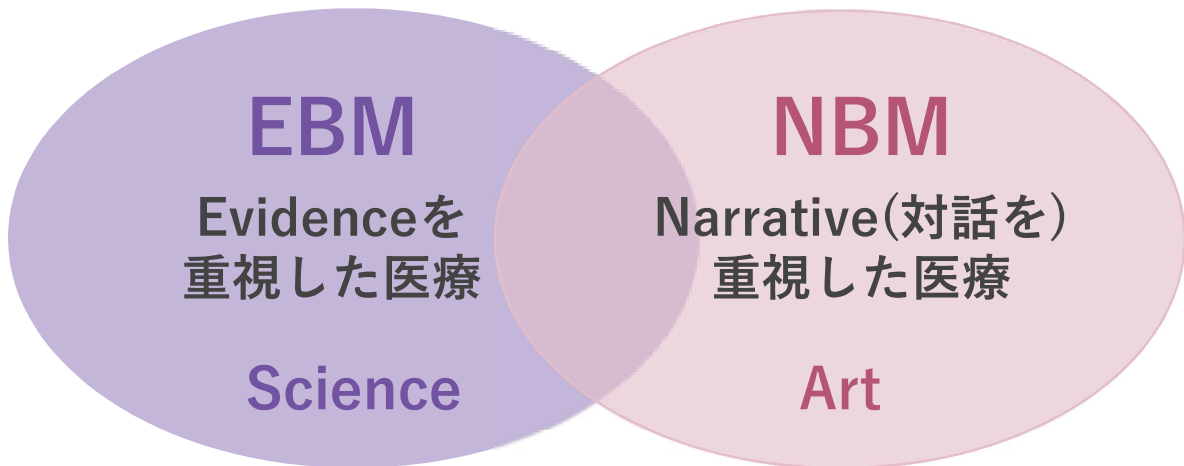 EBM
Evidenceを
重視した医療
Science
NBM
Narrative(対話を)
重視した医療
Art